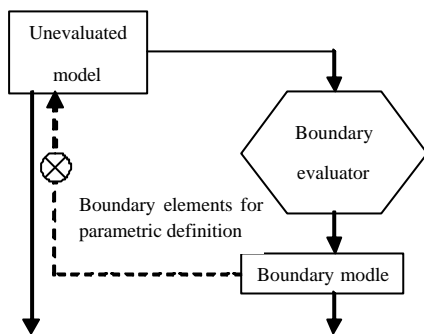 Unevaluated
model
Boundary
evaluator
Boundary elements for
parametric definition
Boundary modle